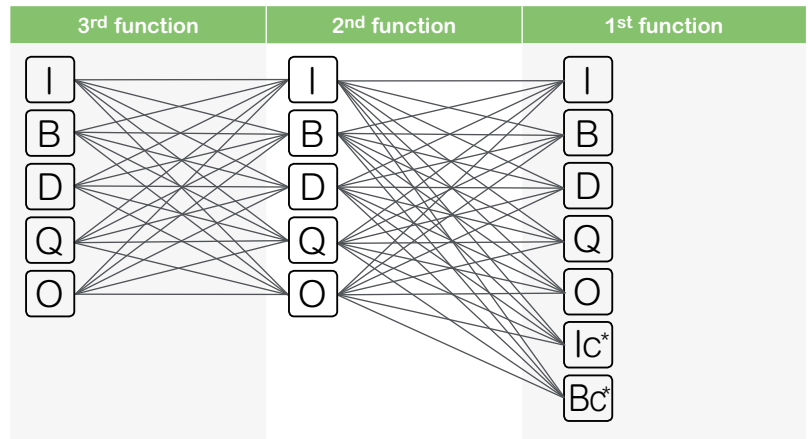 3rd function 2nd function 1st function
I I I
B B B
D D D
Q Q Q
O O O
Ic*
Bc*